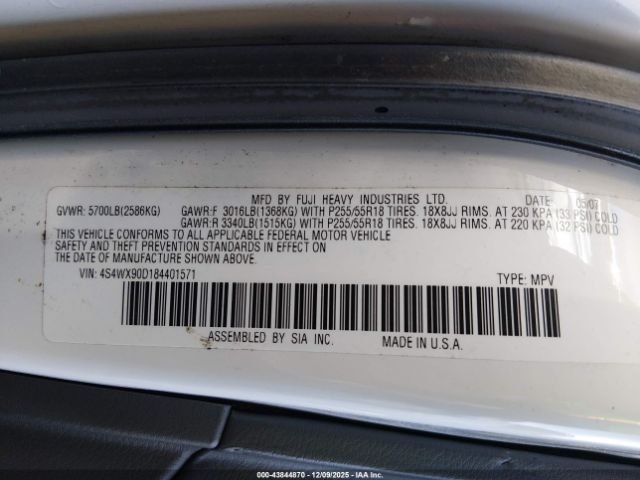 MFD BY FUJI HEAVY INDUSTRIES LTD. DATE: 05/07
GVWR: 5700LB(2586KG) GAWR:F 3016LB(1368KG) WITH P255/55R18 TIRES. 18X8JJ RIMS. AT 230 KPA (33 PSI) COLD
GAWR:R 3340LB(1515KG) WITH P255/55R18 TIRES. 18X8JJ RIMS. AT 220 KPA (32 PSI) COLD
THIS VEHICLE CONFORMS TO ALL APPLICABLE FEDERAL MOTOR VEHICLE
SAFETY AND THEFT PREVENTION STANDARDS IN EFFECT ON
THE DATE OF MANUFACTURE SHOWN ABOVE.
VIN: 4S4WX90D184401571 TYPE: MPV
ASSEMBLED BY SIA INC. MADE IN U.S.A.
000-43844870 - 12/09/2025 - IAAI.com